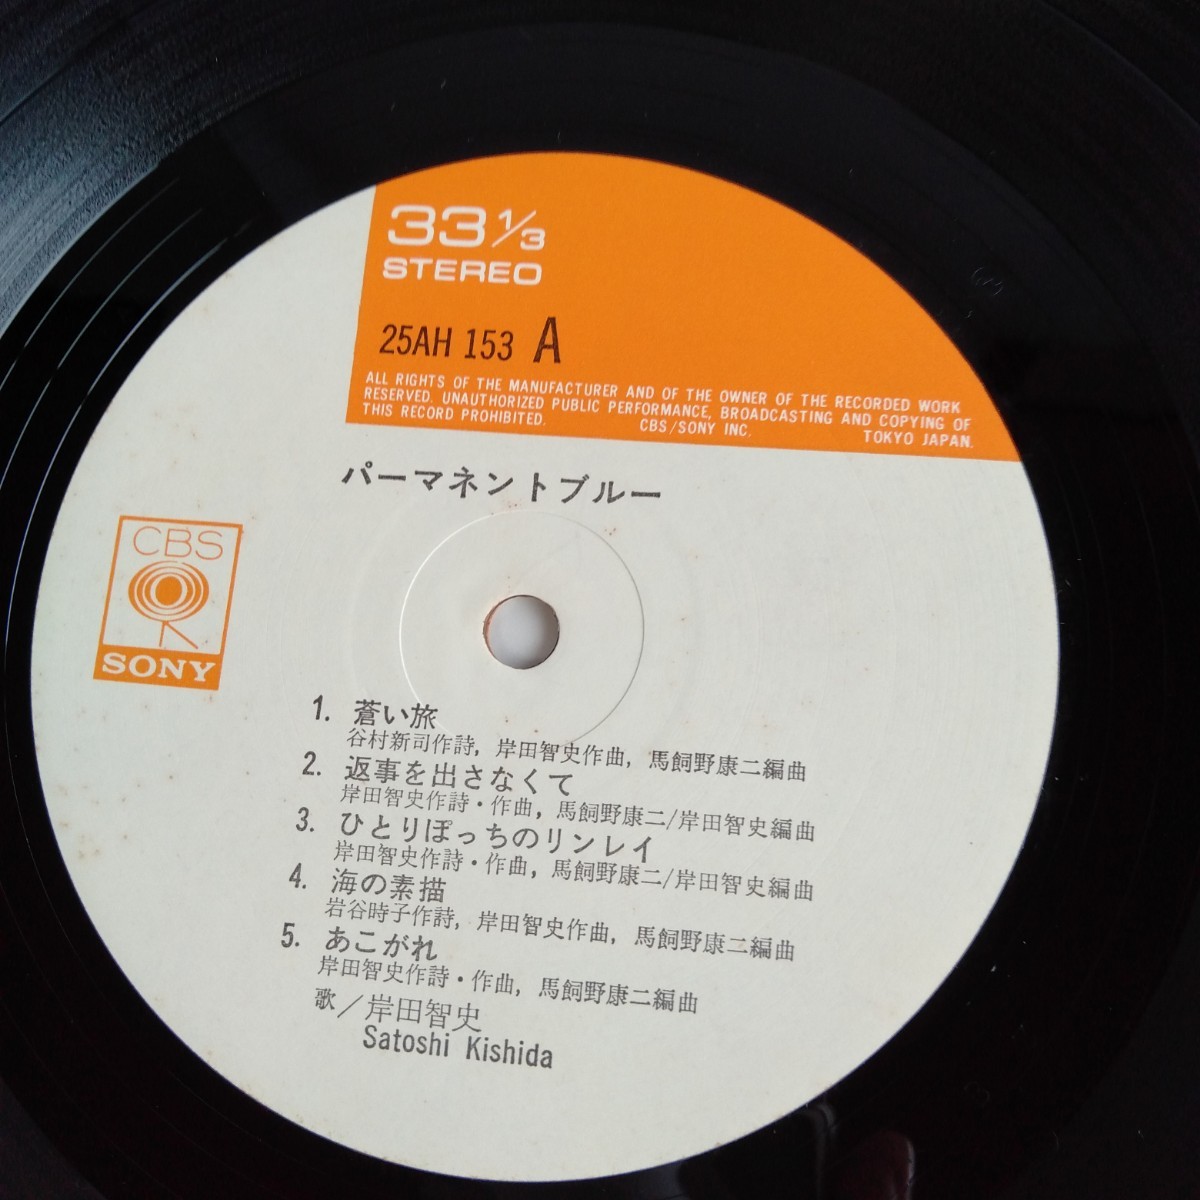 33 1/3
STEREO
25AH 153 A
ALL RIGHTS OF THE MANUFACTURER AND OF THE OWNER OF THE RECORDED WORK
RESERVED. UNAUTHORIZED PUBLIC PERFORMANCE, BROADCASTING AND COPYING OF
THIS RECORD PROHIBITED. CBS/SONY INC. TOKYO JAPAN.
パーマネントブルー
CBS
SONY
1. 蒼い旅
谷村新司作詩, 岸田智史作曲, 馬飼野康二編曲
2. 返事を出さなくて
岸田智史作詩・作曲, 馬飼野康二/岸田智史編曲
3. ひとりぽっちのリンレイ
岸田智史作詩・作曲, 馬飼野康二/岸田智史編曲
4. 海の素描
岩谷時子作詩, 岸田智史作曲, 馬飼野康二編曲
5. あこがれ
岸田智史作詩・作曲, 馬飼野康二編曲
歌/岸田智史
Satoshi Kishida